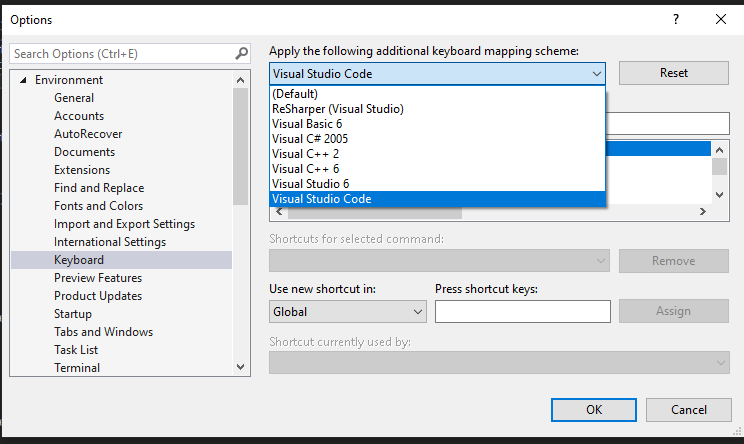 Options
?
Search Options (Ctrl+E)
Environment
General
Accounts
AutoRecover
Documents
Extensions
Find and Replace
Fonts and Colors
Import and Export Settings
International Settings
Keyboard
Preview Features
Product Updates
Startup
Tabs and Windows
Task List
Terminal
Apply the following additional keyboard mapping scheme:
Visual Studio Code
Reset
(Default)
ReSharper (Visual Studio)
Visual Basic 6
Visual C# 2005
Visual C++ 2
Visual C++ 6
Visual Studio 6
Visual Studio Code
Shortcuts for selected command:
Remove
Use new shortcut in:
Press shortcut keys:
Global
Assign
Shortcut currently used by:
OK
Cancel